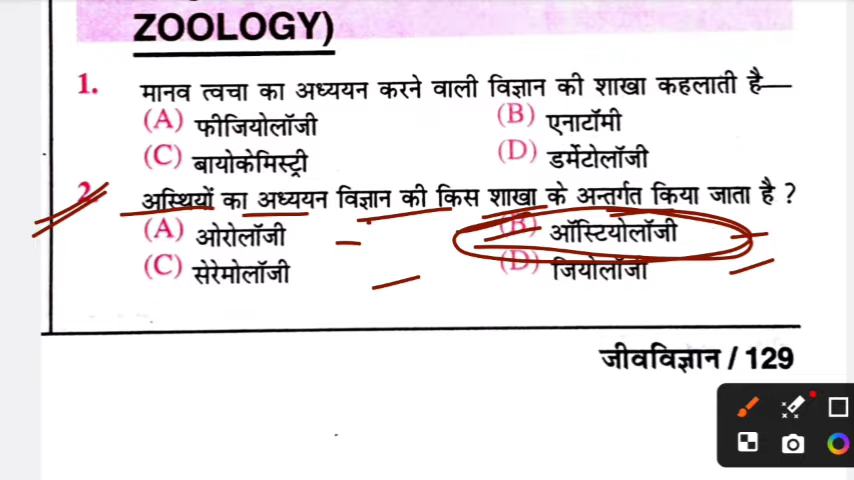 ZOOLOGY)
1. मानव त्वचा का अध्ययन करने वाली विज्ञान की शाखा कहलाती है—
(A) फीजियोलॉजी (B) एनाटॉमी
(C) बायोकेमिस्ट्री (D) डर्मेटोलॉजी
2. अस्थियों का अध्ययन विज्ञान की किस शाखा के अन्तर्गत किया जाता है ?
(A) ओरोलॉजी (B) ऑस्टियोलॉजी
(C) सेरेमोलॉजी (D) जियोलॉजी
जीवविज्ञान / 129